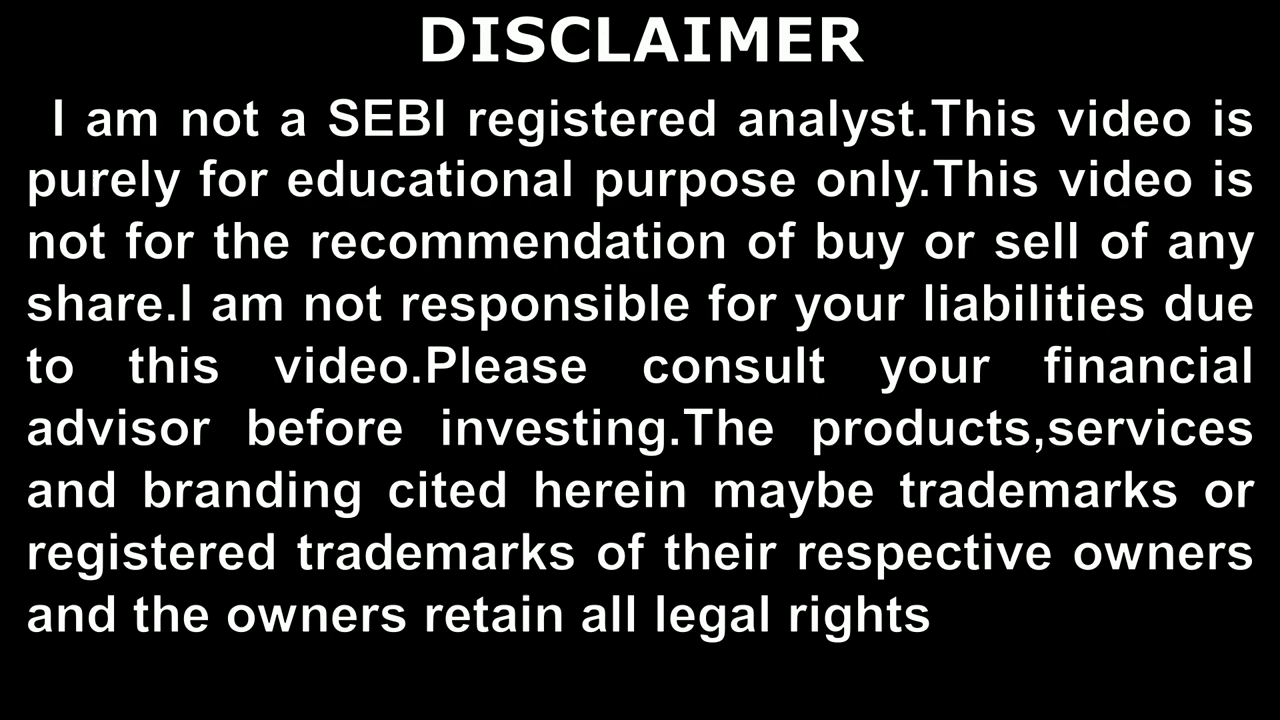 DISCLAIMER
I am not a SEBI registered analyst.This video is
purely for educational purpose only.This video is
not for the recommendation of buy or sell of any
share.I am not responsible for your liabilities due
to this video.Please consult your financial
advisor before investing.The products,services
and branding cited herein maybe trademarks or
registered trademarks of their respective owners
and the owners retain all legal rights